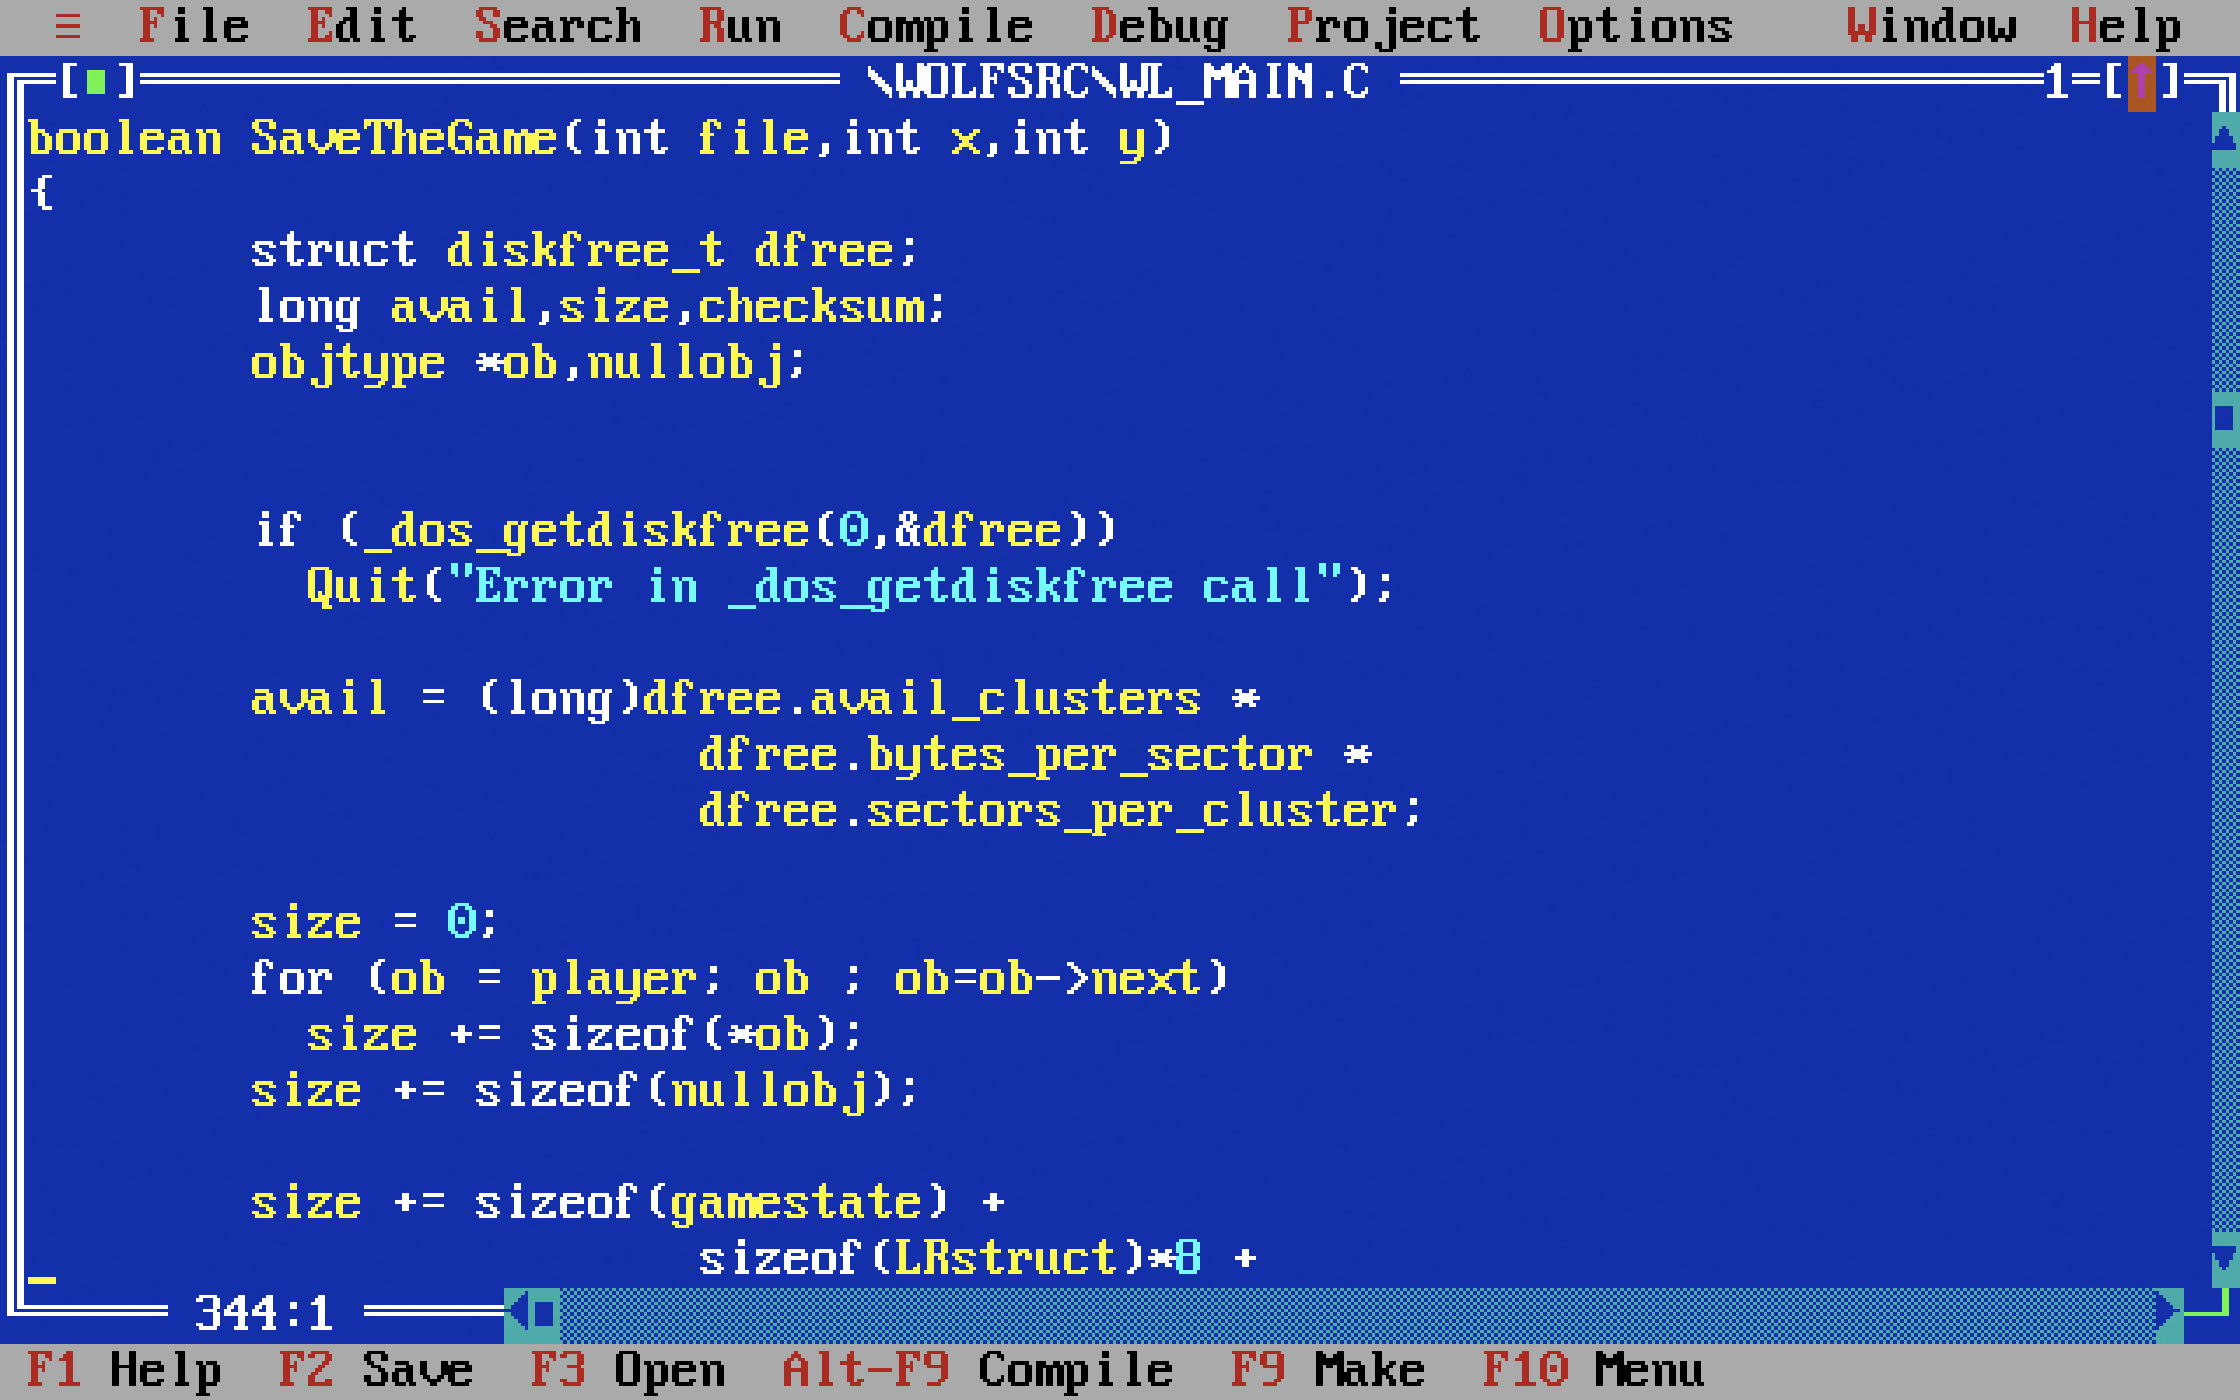 ≡ File Edit Search Run Compile Debug Project Options Window Help
[■] \WOLFSRC\WL_MAIN.C 1=[↑]
boolean SaveTheGame(int file,int x,int y)
{
struct diskfree_t dfree;
long avail,size,checksum;
objtype *ob,nullobj;
if (_dos_getdiskfree(0,&dfree))
Quit("Error in _dos_getdiskfree call");
avail = (long)dfree.avail_clusters *
dfree.bytes_per_sector *
dfree.sectors_per_cluster;
size = 0;
for (ob = player; ob ; ob=ob->next)
size += sizeof(*ob);
size += sizeof(nullobj);
size += sizeof(gamestate) +
sizeof(LRstruct)*8 +
344:1
F1 Help F2 Save F3 Open Alt-F9 Compile F9 Make F10 Menu